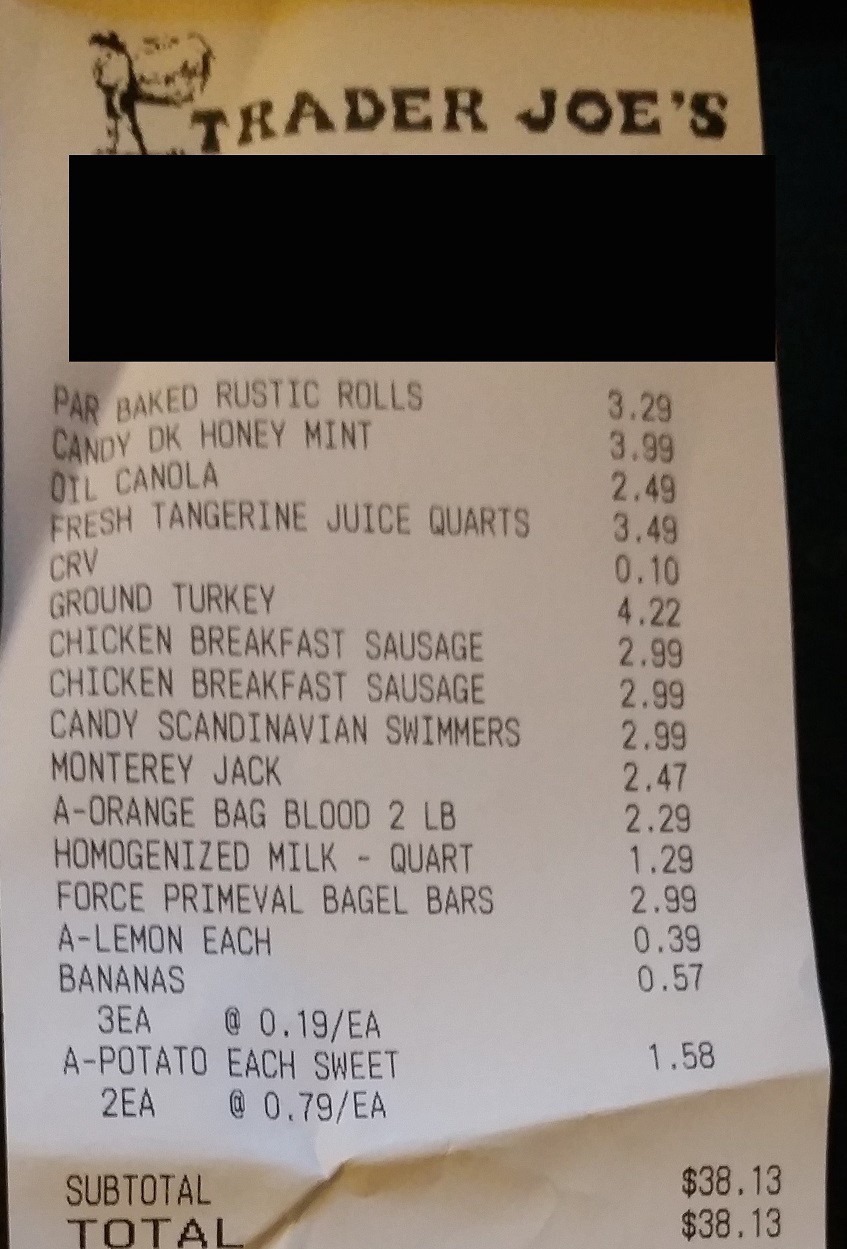 TRADER JOE'S
PAR BAKED RUSTIC ROLLS 3.29
CANDY DK HONEY MINT 3.99
OIL CANOLA 2.49
FRESH TANGERINE JUICE QUARTS 3.49
CRV 0.10
GROUND TURKEY 4.22
CHICKEN BREAKFAST SAUSAGE 2.99
CHICKEN BREAKFAST SAUSAGE 2.99
CANDY SCANDINAVIAN SWIMMERS 2.99
MONTEREY JACK 2.47
A-ORANGE BAG BLOOD 2 LB 2.29
HOMOGENIZED MILK - QUART 1.29
FORCE PRIMEVAL BAGEL BARS 2.99
A-LEMON EACH 0.39
BANANAS 0.57
3EA @ 0.19/EA
A-POTATO EACH SWEET 1.58
2EA @ 0.79/EA
SUBTOTAL $38.13
TOTAL $38.13